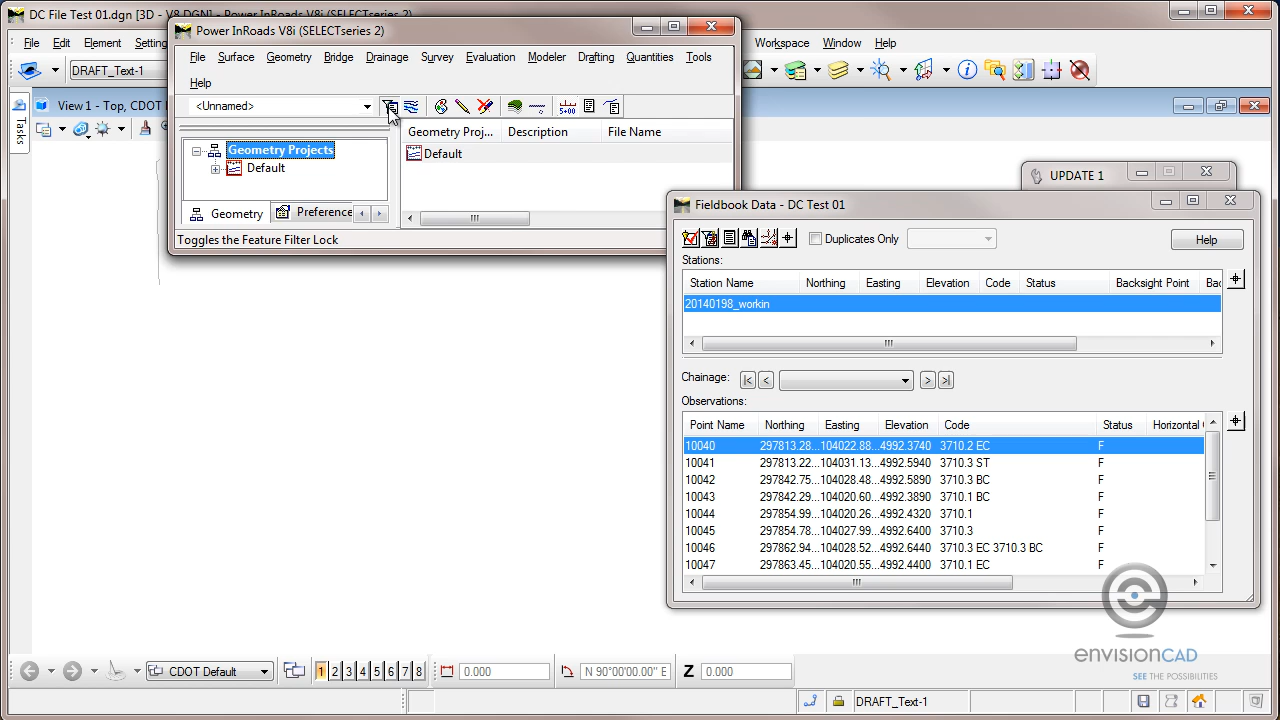 DC File Test 01.dgn [3D - V8 DGN] - Power InRoads V8i (SELECTseries 2)
File Edit Element Setting Workspace Window Help
DRAFT_Text-1
View 1 - Top, CDOT
Tasks
Power InRoads V8i (SELECTseries 2)
File Surface Geometry Bridge Drainage Survey Evaluation Modeler Drafting Quantities Tools
Help
<Unnamed>
5+00
Geometry Projects
Default
Geometry Preference
Geometry Proj... Description File Name
Default
Toggles the Feature Filter Lock
UPDATE 1
Fieldbook Data - DC Test 01
Duplicates Only
Help
Stations:
Station Name Northing Easting Elevation Code Status Backsight Point Bac
20140198_workin
Chainage: |< < > >|
Observations:
Point Name Northing Easting Elevation Code Status Horizontal
10040 297813.28... 104022.88... 4992.3740 3710.2 EC F
10041 297813.22... 104031.13... 4992.5940 3710.3 ST F
10042 297842.75... 104028.48... 4992.5890 3710.3 BC F
10043 297842.29... 104020.60... 4992.3890 3710.1 BC F
10044 297854.99... 104020.26... 4992.4320 3710.1 F
10045 297854.78... 104027.99... 4992.6400 3710.3 F
10046 297862.94... 104028.52... 4992.6440 3710.3 EC 3710.3 BC F
10047 297863.45... 104020.55... 4992.4400 3710.1 EC F
envisionCAD
SEE THE POSSIBILITIES
CDOT Default 1 2 3 4 5 6 7 8 0.000 N 90°00'00.00" E Z 0.000
DRAFT_Text-1